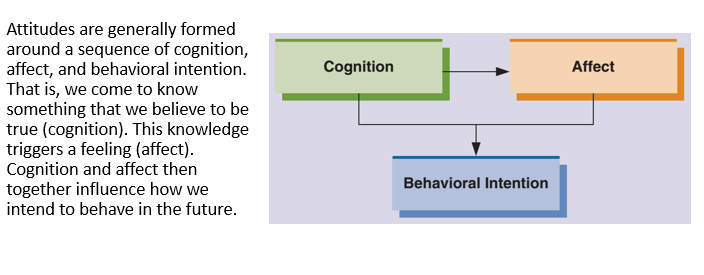 Attitudes are generally formed
around a sequence of cognition,
affect, and behavioral intention.
That is, we come to know
something that we believe to be
true (cognition). This knowledge
triggers a feeling (affect).
Cognition and affect then
together influence how we
intend to behave in the future.
Cognition
Affect
Behavioral Intention